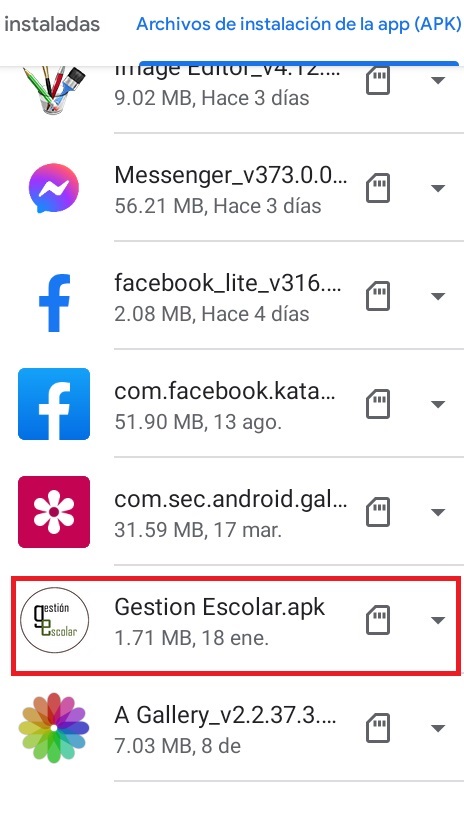 instaladas
Archivos de instalación de la app (APK)
Image Editor_v4.12....
9.02 MB, Hace 3 días
Messenger_v373.0.0...
56.21 MB, Hace 3 días
facebook_lite_v316....
2.08 MB, Hace 4 días
com.facebook.kata...
51.90 MB, 13 ago.
com.sec.android.gal...
31.59 MB, 17 mar.
gestión
Escolar
Gestion Escolar.apk
1.71 MB, 18 ene.
A Gallery_v2.2.37.3....
7.03 MB, 8 de